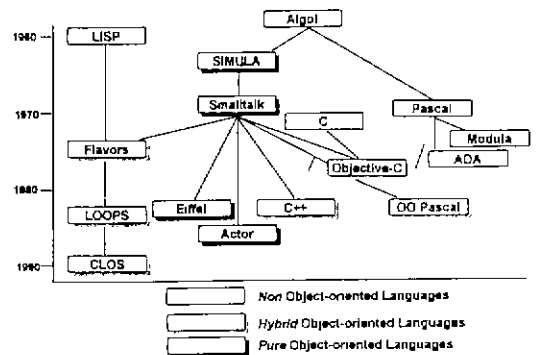 Algol
1960
LISP
SIMULA
Smalltalk
1970
C
Pascal
Modula
Flavors
ADA
Objective-C
1980
LOOPS
Eiffel
C++
OO Pascal
Actor
CLOS
1990
Non Object-oriented Languages
Hybrid Object-oriented Languages
Pure Object-oriented Languages